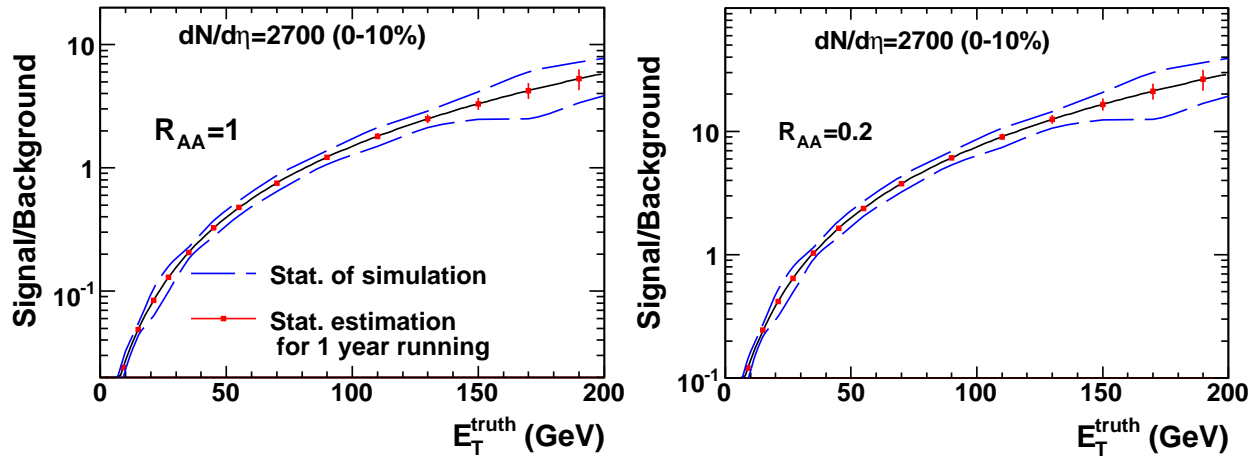 dN/dη=2700 (0-10%)
R_AA=1
Signal/Background
1
10^-1
Stat. of simulation
Stat. estimation
for 1 year running
0 50 100 150 200
E_T^truth (GeV)
dN/dη=2700 (0-10%)
R_AA=0.2
Signal/Background
10
1
10^-1
0 50 100 150 200
E_T^truth (GeV)